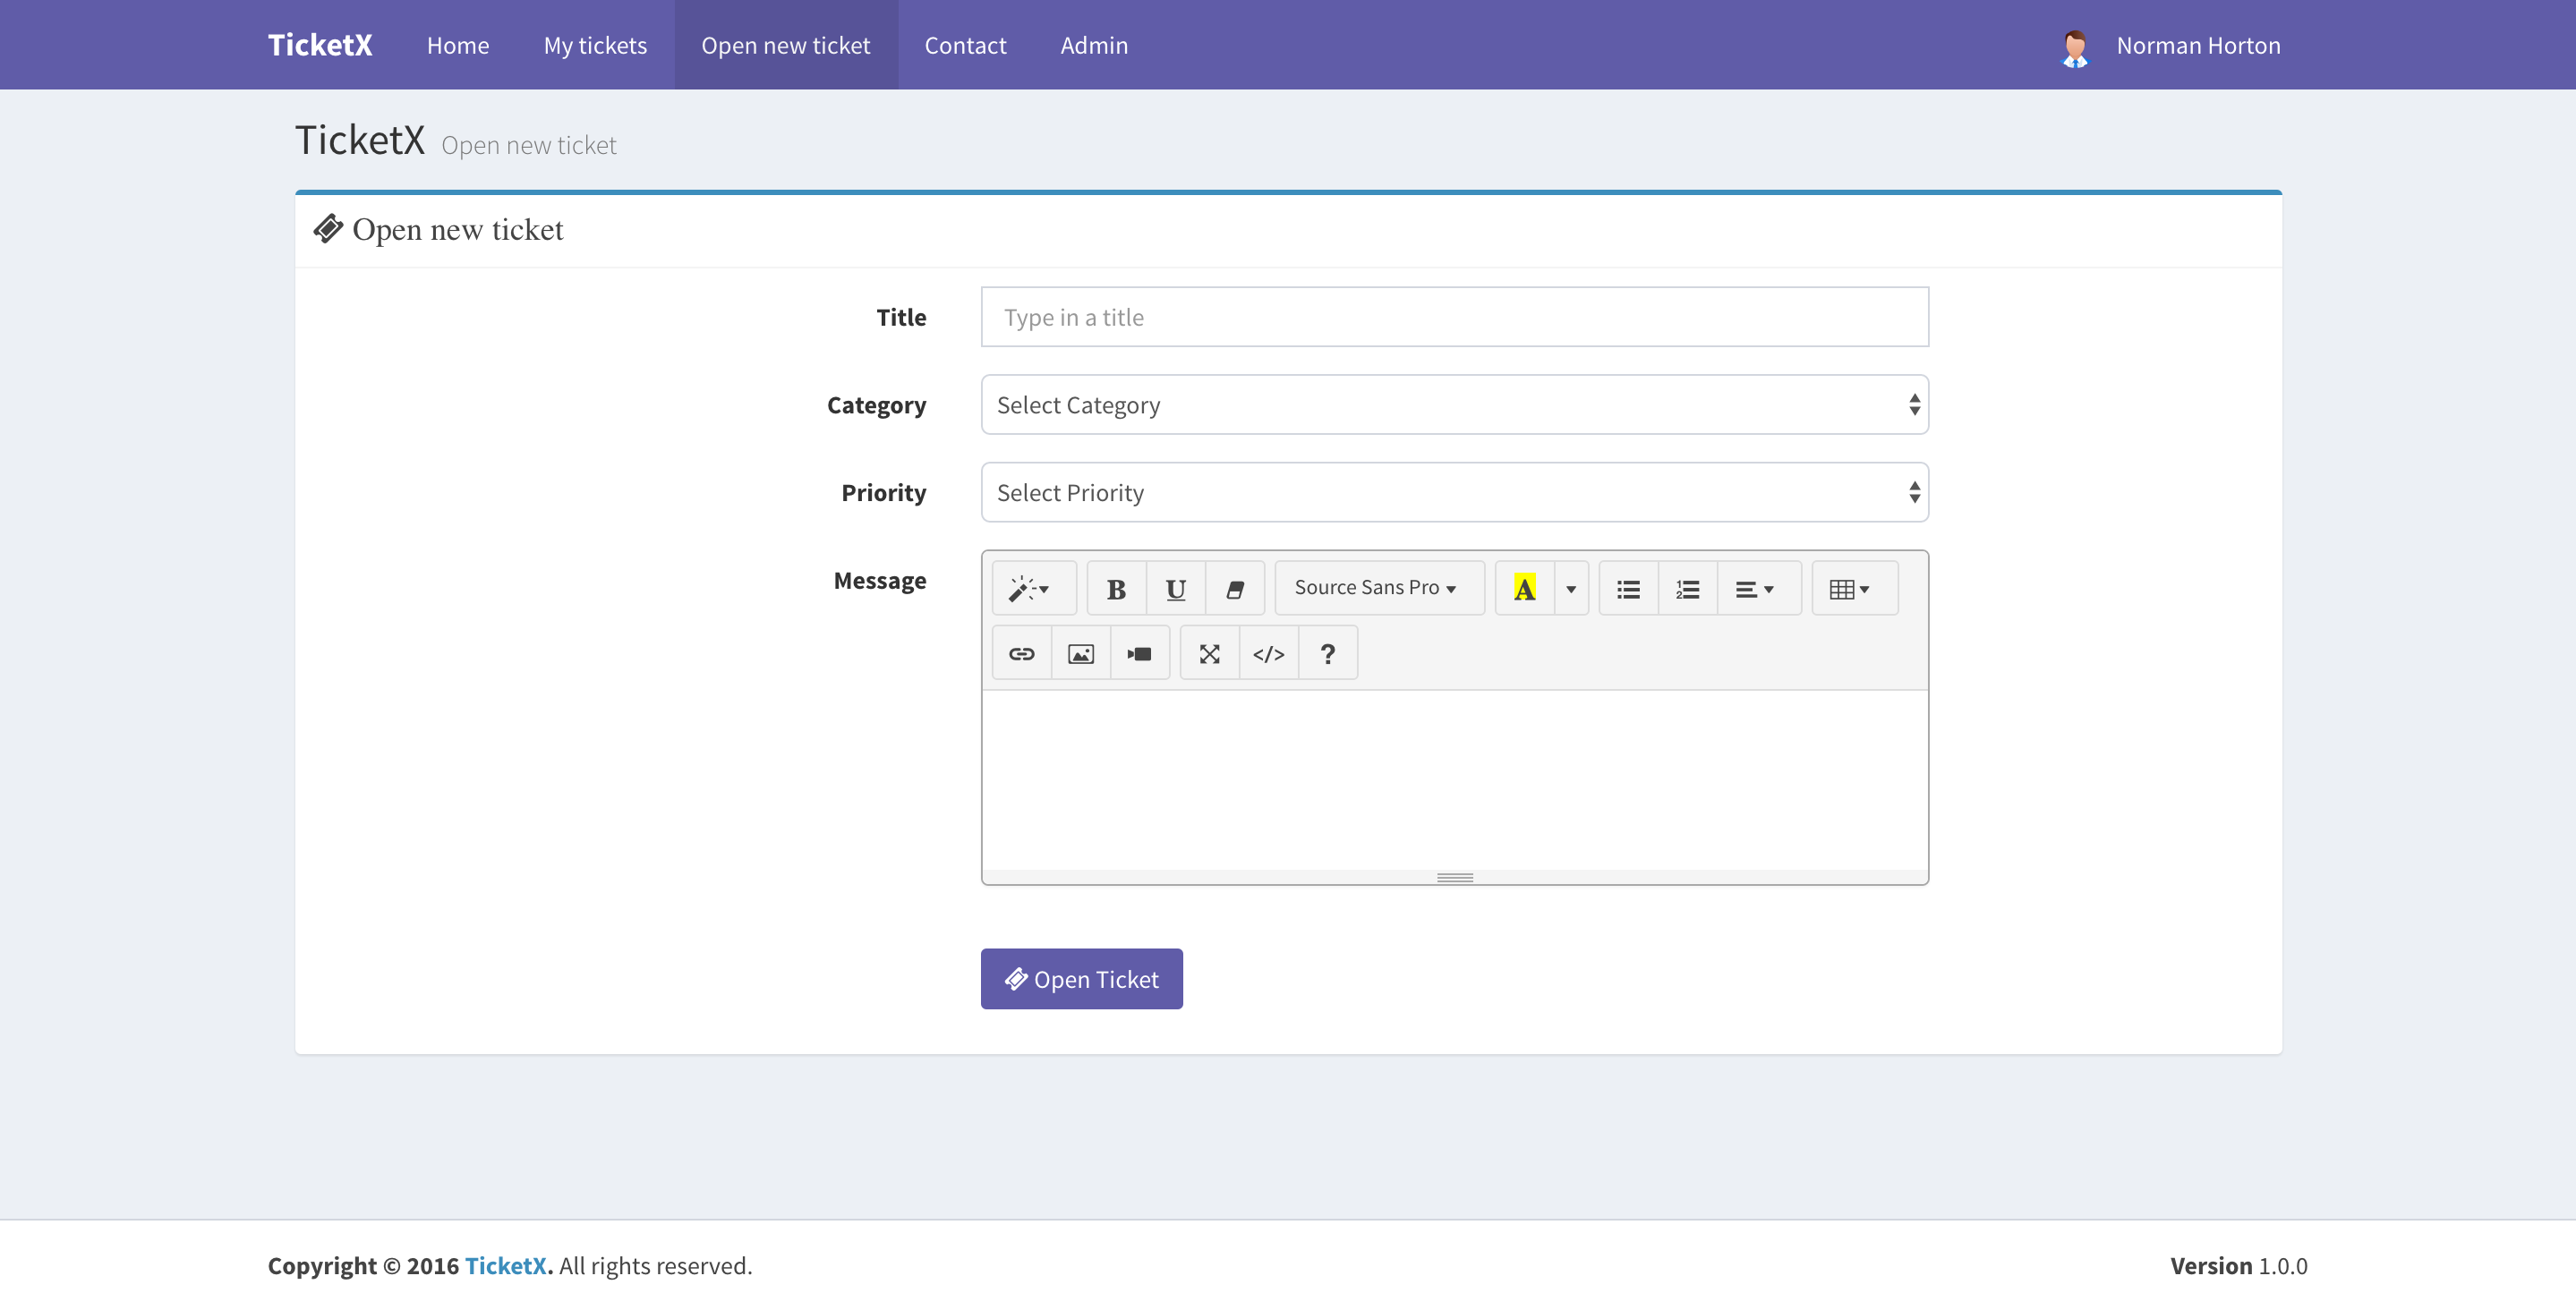 TicketX Home My tickets Open new ticket Contact Admin Norman Horton
TicketX Open new ticket
Open new ticket
Title Type in a title
Category Select Category
Priority Select Priority
Message B U Source Sans Pro A
</> ?
Open Ticket
Copyright © 2016 TicketX. All rights reserved. Version 1.0.0